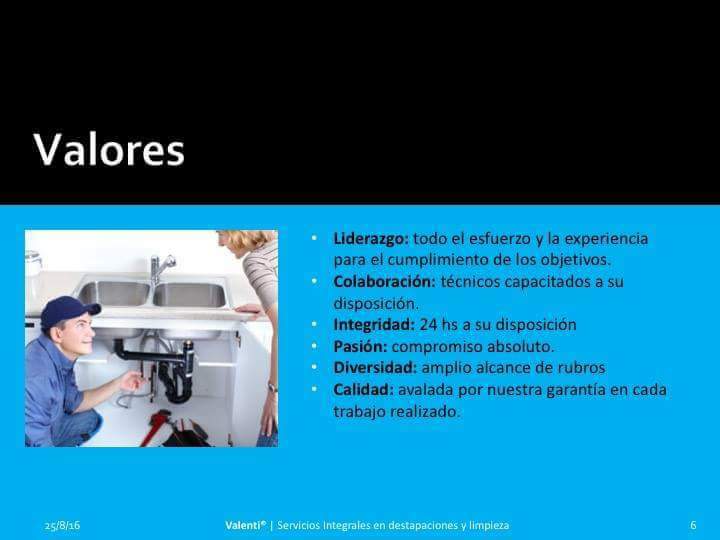 Valores
• Liderazgo: todo el esfuerzo y la experiencia
para el cumplimiento de los objetivos.
• Colaboración: técnicos capacitados a su
disposición.
• Integridad: 24 hs a su disposición
• Pasión: compromiso absoluto.
• Diversidad: amplio alcance de rubros
• Calidad: avalada por nuestra garantía en cada
trabajo realizado.
25/8/16
Valenti® | Servicios Integrales en destapaciones y limpieza
6